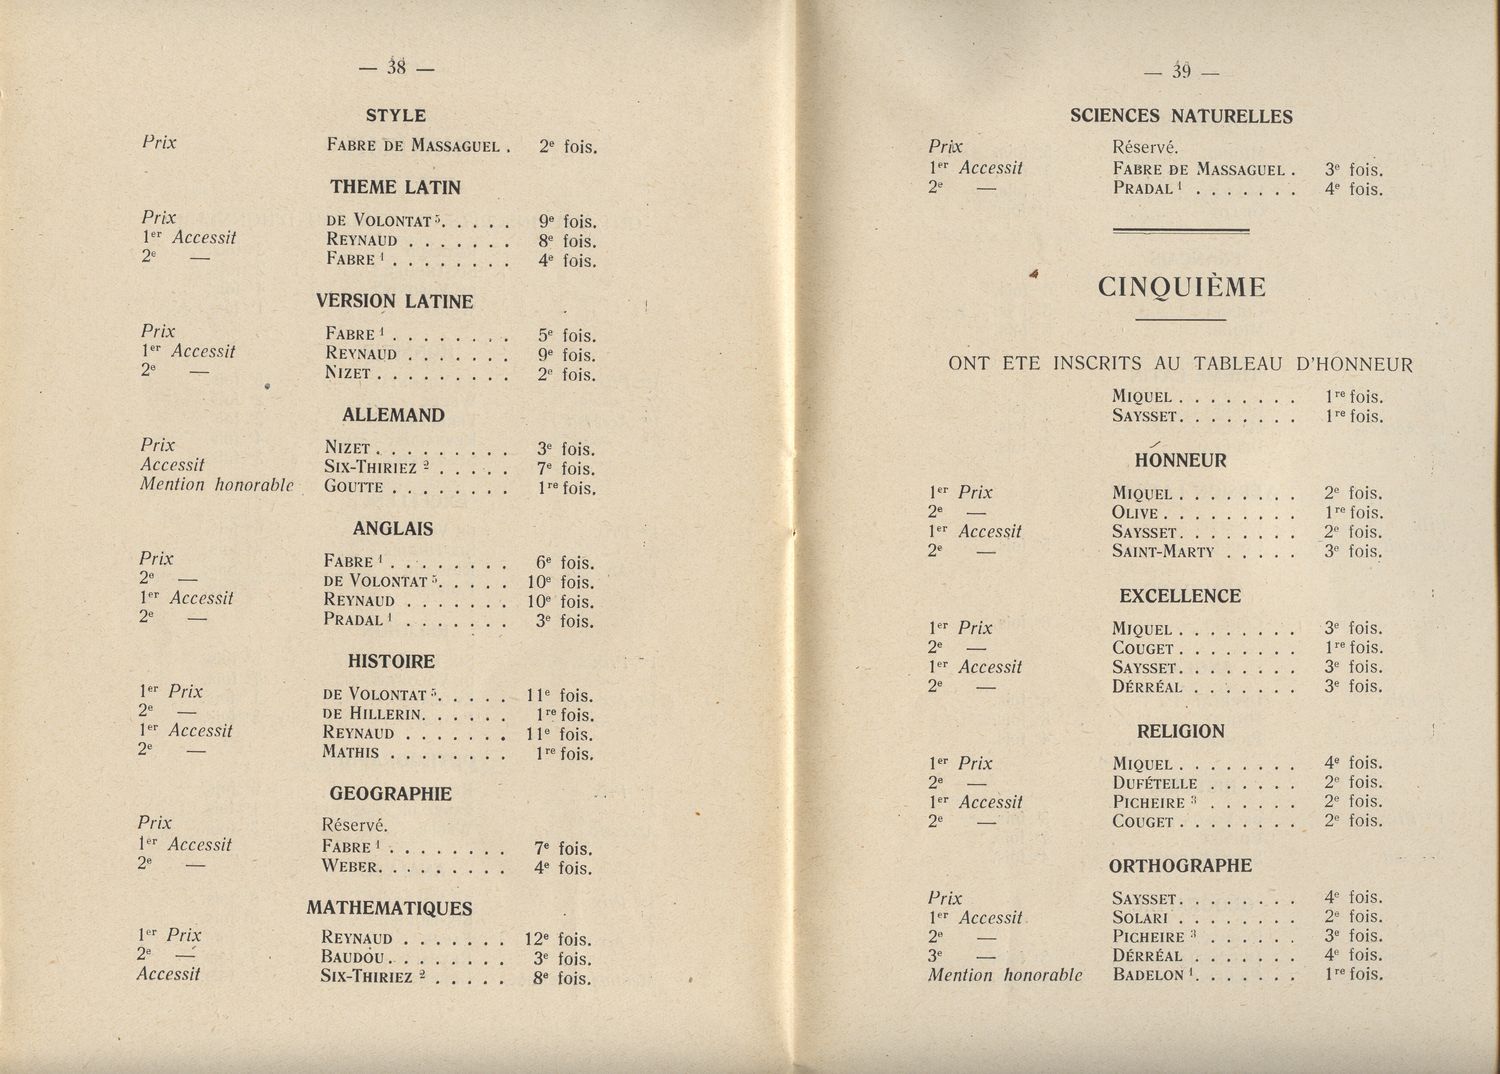 — 38 —
STYLE
Prix FABRE DE MASSAGUEL . 2e fois.
THEME LATIN
Prix DE VOLONTAT 5. . . . . 9e fois.
1er Accessit REYNAUD . . . . . . . 8e fois.
2e — FABRE 1 . . . . . . . . 4e fois.
VERSION LATINE
Prix FABRE 1 . . . . . . . . 5e fois.
1er Accessit REYNAUD . . . . . . . 9e fois.
2e — NIZET . . . . . . . . . 2e fois.
ALLEMAND
Prix NIZET . . . . . . . . . 3e fois.
Accessit SIX-THIRIEZ 2 . . . . . 7e fois.
Mention honorable GOUTTE . . . . . . . . 1re fois.
ANGLAIS
Prix FABRE 1 . . . . . . . . 6e fois.
2e — DE VOLONTAT 5. . . . . 10e fois.
1er Accessit REYNAUD . . . . . . . 10e fois.
2e — PRADAL 1 . . . . . . . 3e fois.
HISTOIRE
1er Prix DE VOLONTAT 5. . . . . 11e fois.
2e — DE HILLERIN. . . . . . 1re fois.
1er Accessit REYNAUD . . . . . . . 11e fois.
2e — MATHIS . . . . . . . . 1re fois.
GEOGRAPHIE
Prix Réservé.
1er Accessit FABRE 1 . . . . . . . . 7e fois.
2e — WEBER. . . . . . . . . 4e fois.
MATHEMATIQUES
1er Prix REYNAUD . . . . . . . 12e fois.
2e — BAUDOU . . . . . . . . 3e fois.
Accessit SIX-THIRIEZ 2 . . . . . 8e fois.
— 39 —
SCIENCES NATURELLES
Prix Réservé.
1er Accessit FABRE DE MASSAGUEL . 3e fois.
2e — PRADAL 1 . . . . . . . 4e fois.
CINQUIÈME
ONT ETE INSCRITS AU TABLEAU D'HONNEUR
MIQUEL . . . . . . . . 1re fois.
SAYSSET. . . . . . . . 1re fois.
HONNEUR
1er Prix MIQUEL . . . . . . . . 2e fois.
2e — OLIVE . . . . . . . . . 1re fois.
1er Accessit SAYSSET. . . . . . . . 2e fois.
2e — SAINT-MARTY . . . . . 3e fois.
EXCELLENCE
1er Prix MIQUEL . . . . . . . . 3e fois.
2e — COUGET . . . . . . . . 1re fois.
1er Accessit SAYSSET. . . . . . . . 3e fois.
2e — DÉRRÉAL . . . . . . . 3e fois.
RELIGION
1er Prix MIQUEL . . . . . . . . 4e fois.
2e — DUFÉTELLE . . . . . . 2e fois.
1er Accessit PICHEIRE 3 . . . . . . 2e fois.
2e — COUGET . . . . . . . . 2e fois.
ORTHOGRAPHE
Prix SAYSSET. . . . . . . . 4e fois.
1er Accessit SOLARI . . . . . . . . 2e fois.
2e — PICHEIRE 3 . . . . . . 3e fois.
3e — DÉRRÉAL . . . . . . . 4e fois.
Mention honorable BADELON 1. . . . . . . 1re fois.